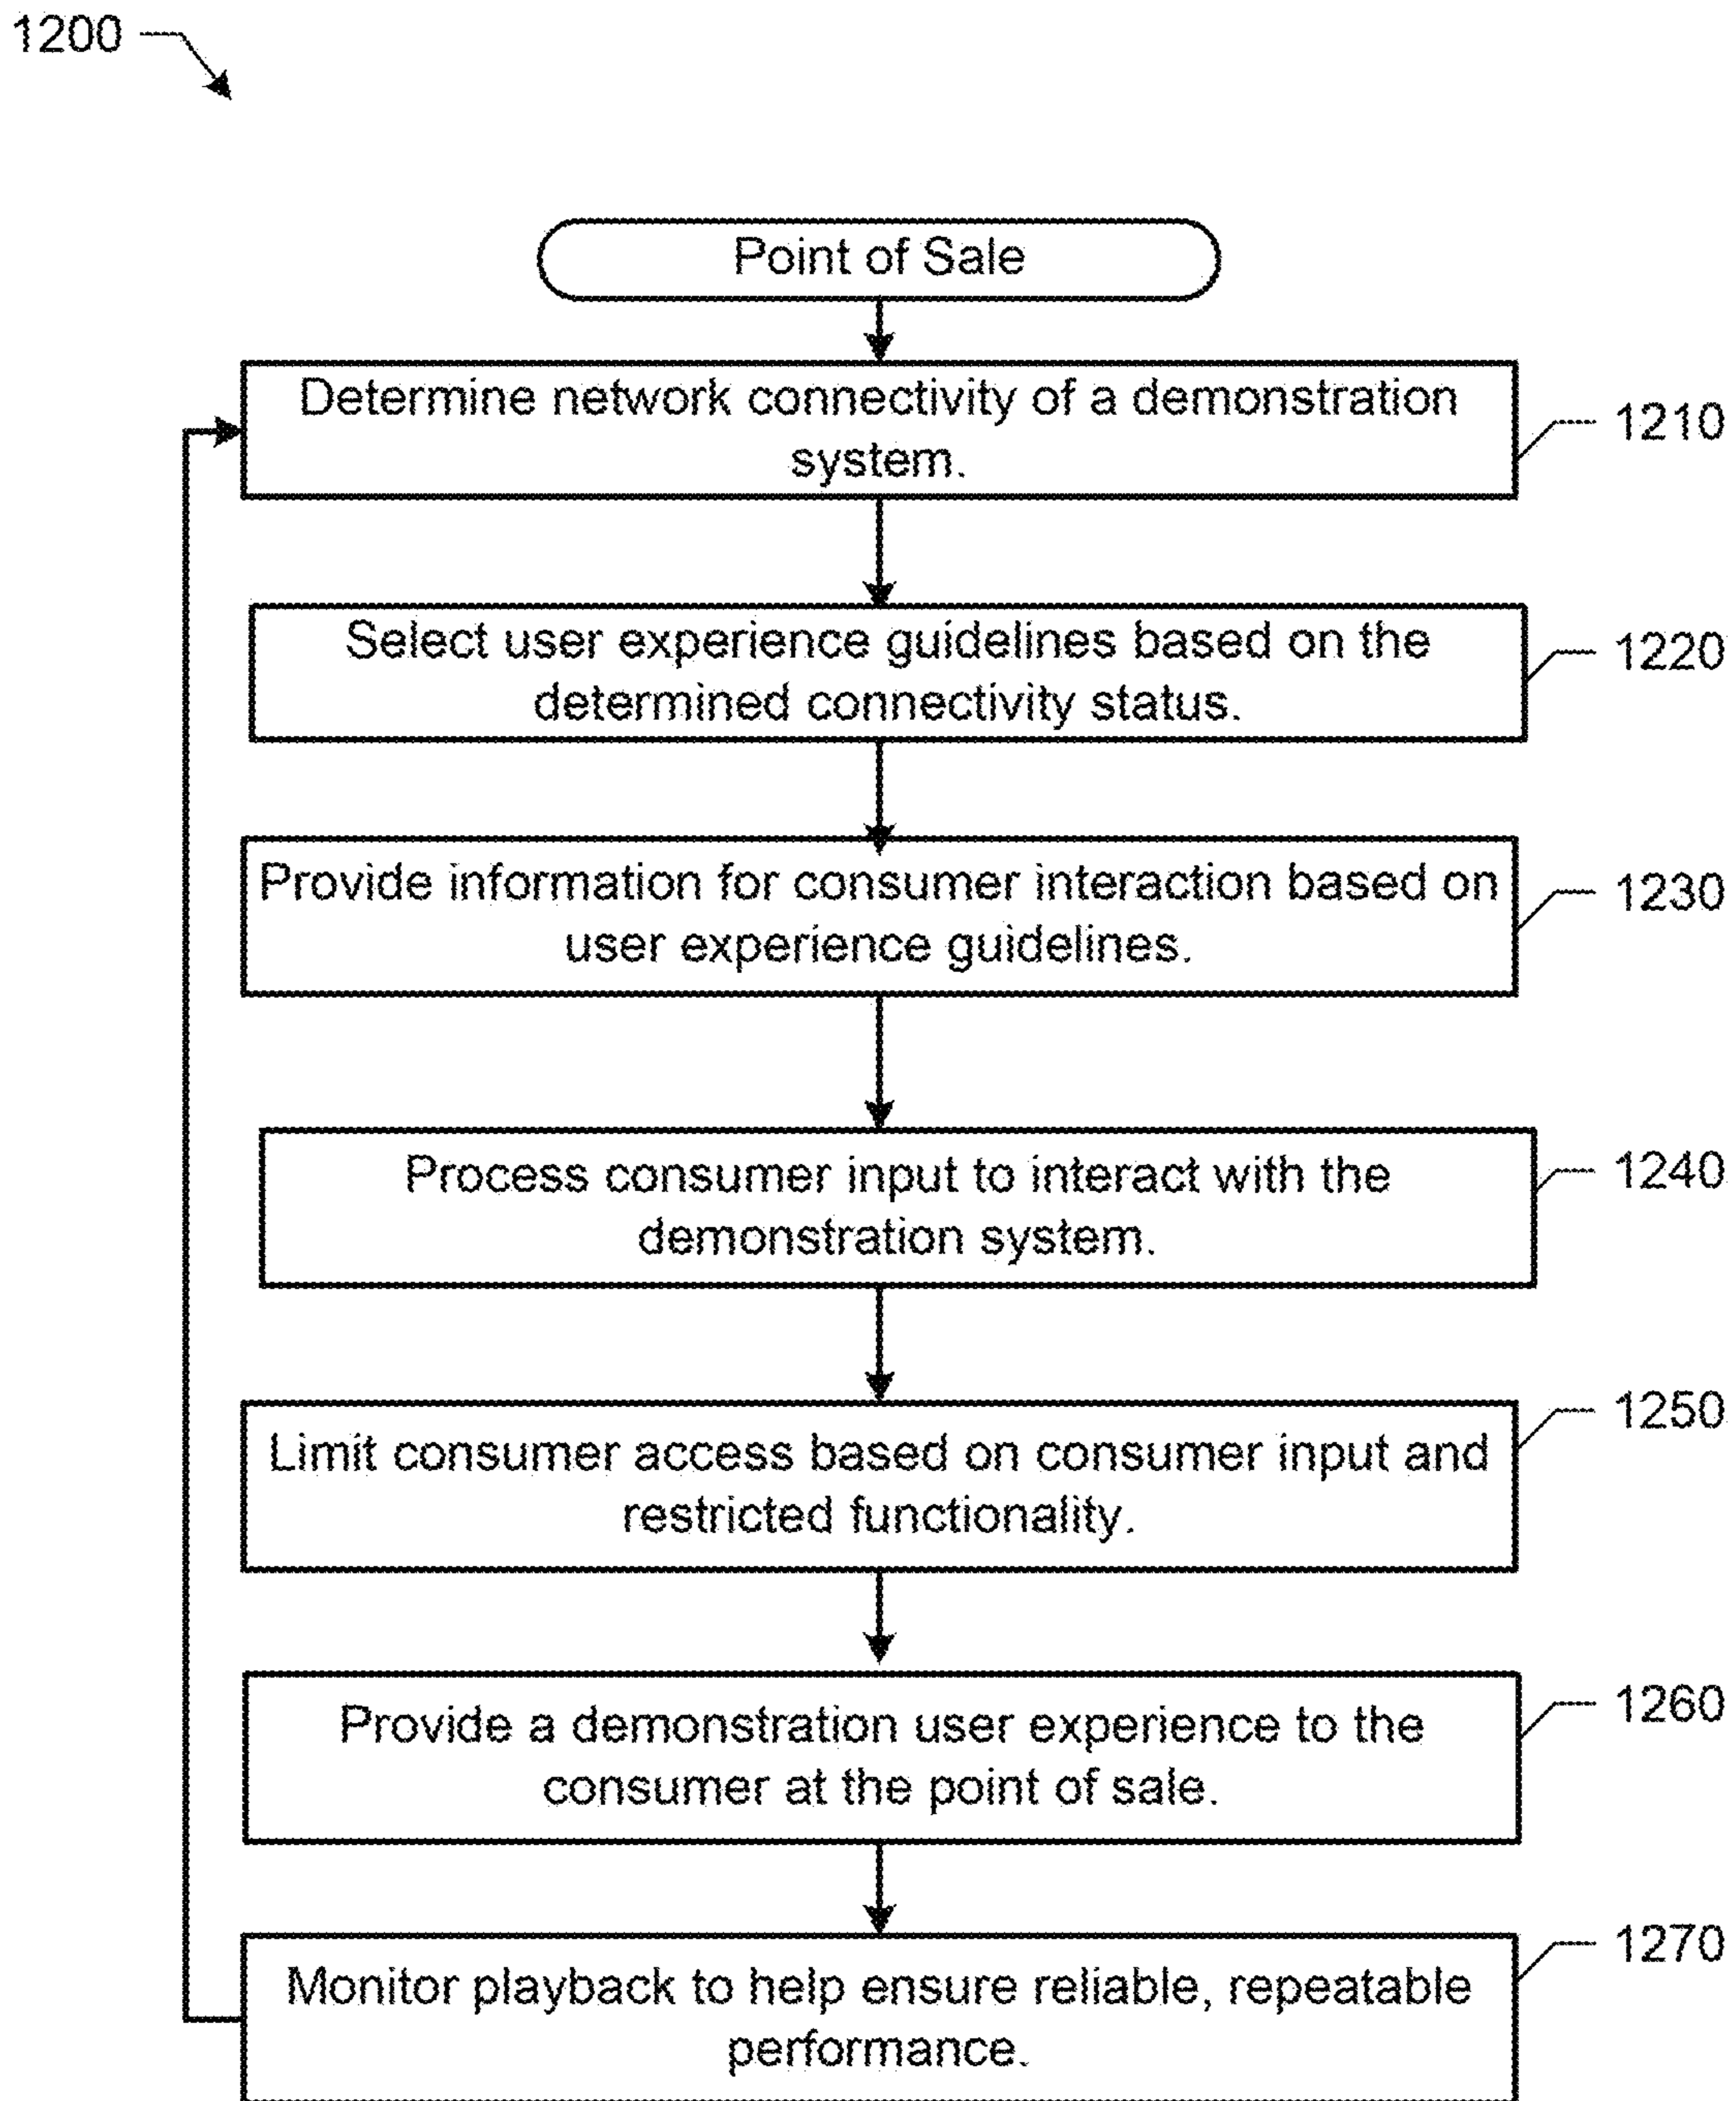 1200
Point of Sale
Determine network connectivity of a demonstration
system.
1210
Select user experience guidelines based on the
determined connectivity status.
1220
Provide information for consumer interaction based on
user experience guidelines.
1230
Process consumer input to interact with the
demonstration system.
1240
Limit consumer access based on consumer input and
restricted functionality.
1250
Provide a demonstration user experience to the
consumer at the point of sale.
1260
Monitor playback to help ensure reliable, repeatable
performance.
1270